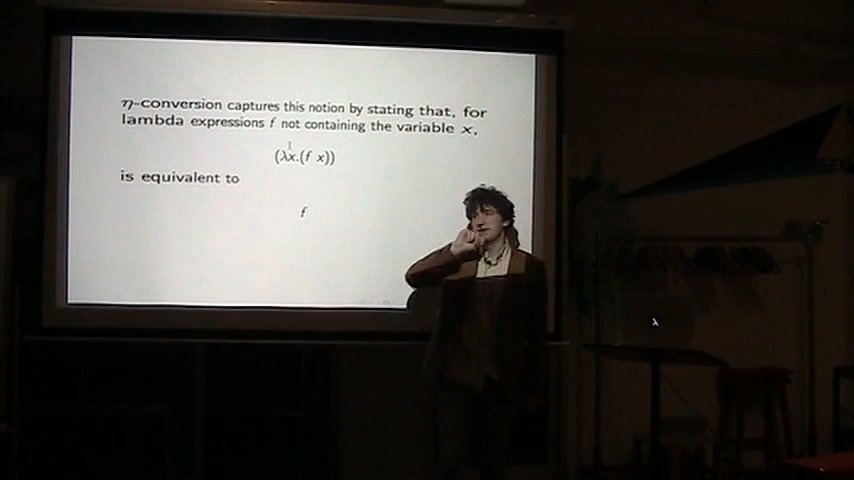 η-conversion captures this notion by stating that, for
lambda expressions f not containing the variable x,
(λx.(f x))
is equivalent to
f
λ